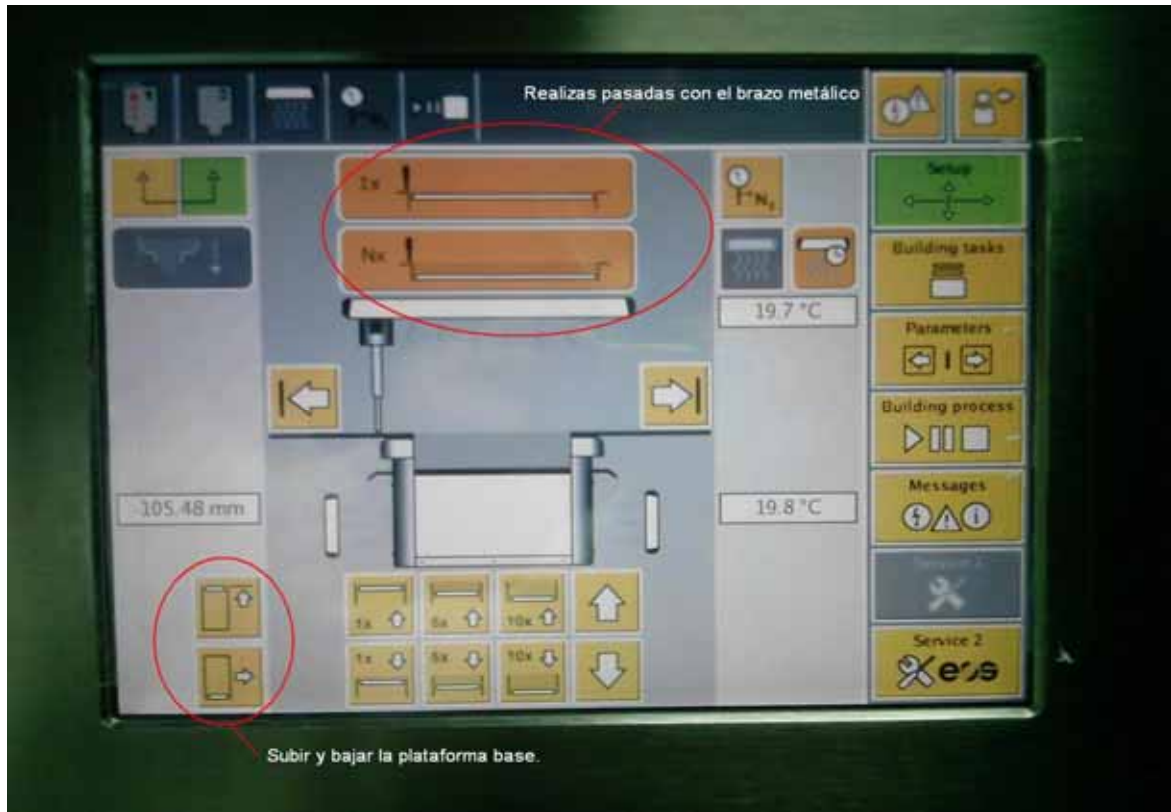 Realizas pasadas con el brazo metálico
1x
Nx
N₂
Setup
Building tasks
19.7 °C
Parameters
Building process
Messages
105.48 mm
19.8 °C
1x 6x 10x
1x 6x 10x
Service 2
eos
Subir y bajar la plataforma base.